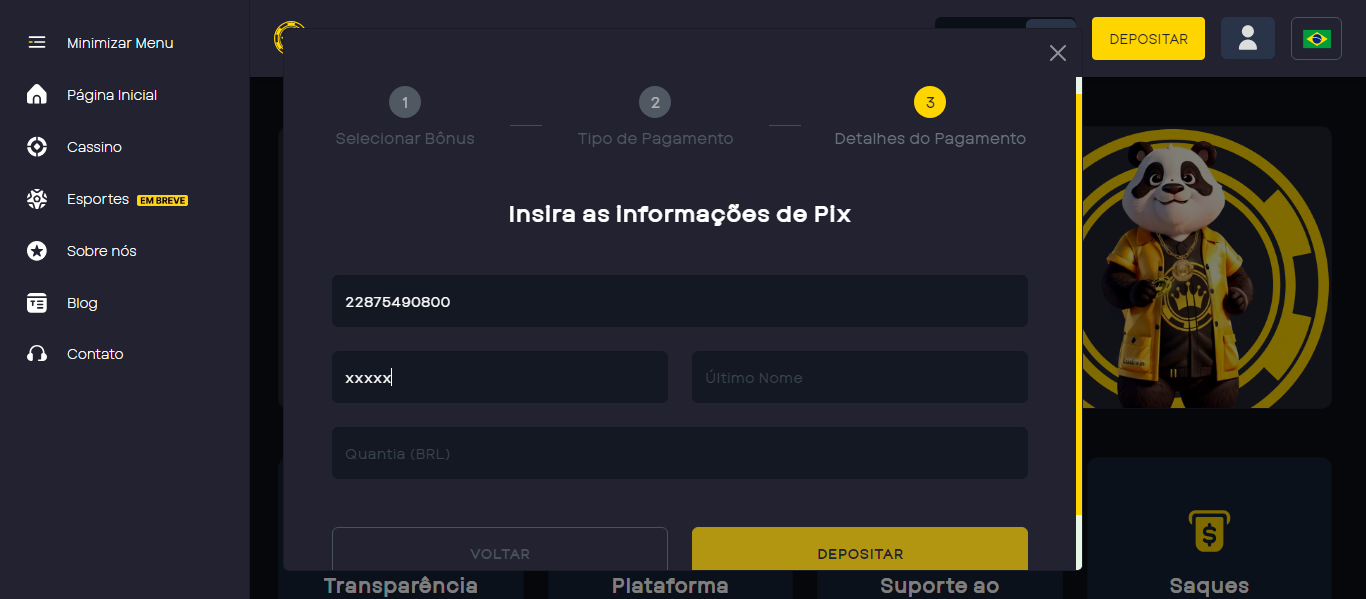 Minimizar Menu
Página Inicial
Cassino
Esportes EM BREVE
Sobre nós
Blog
Contato
DEPOSITAR
1
Selecionar Bônus
2
Tipo de Pagamento
3
Detalhes do Pagamento
Insira as informações de Pix
22875490800
xxxxx
Último Nome
Quantia (BRL)
VOLTAR
DEPOSITAR
Transparência
Plataforma
Suporte ao
Saques